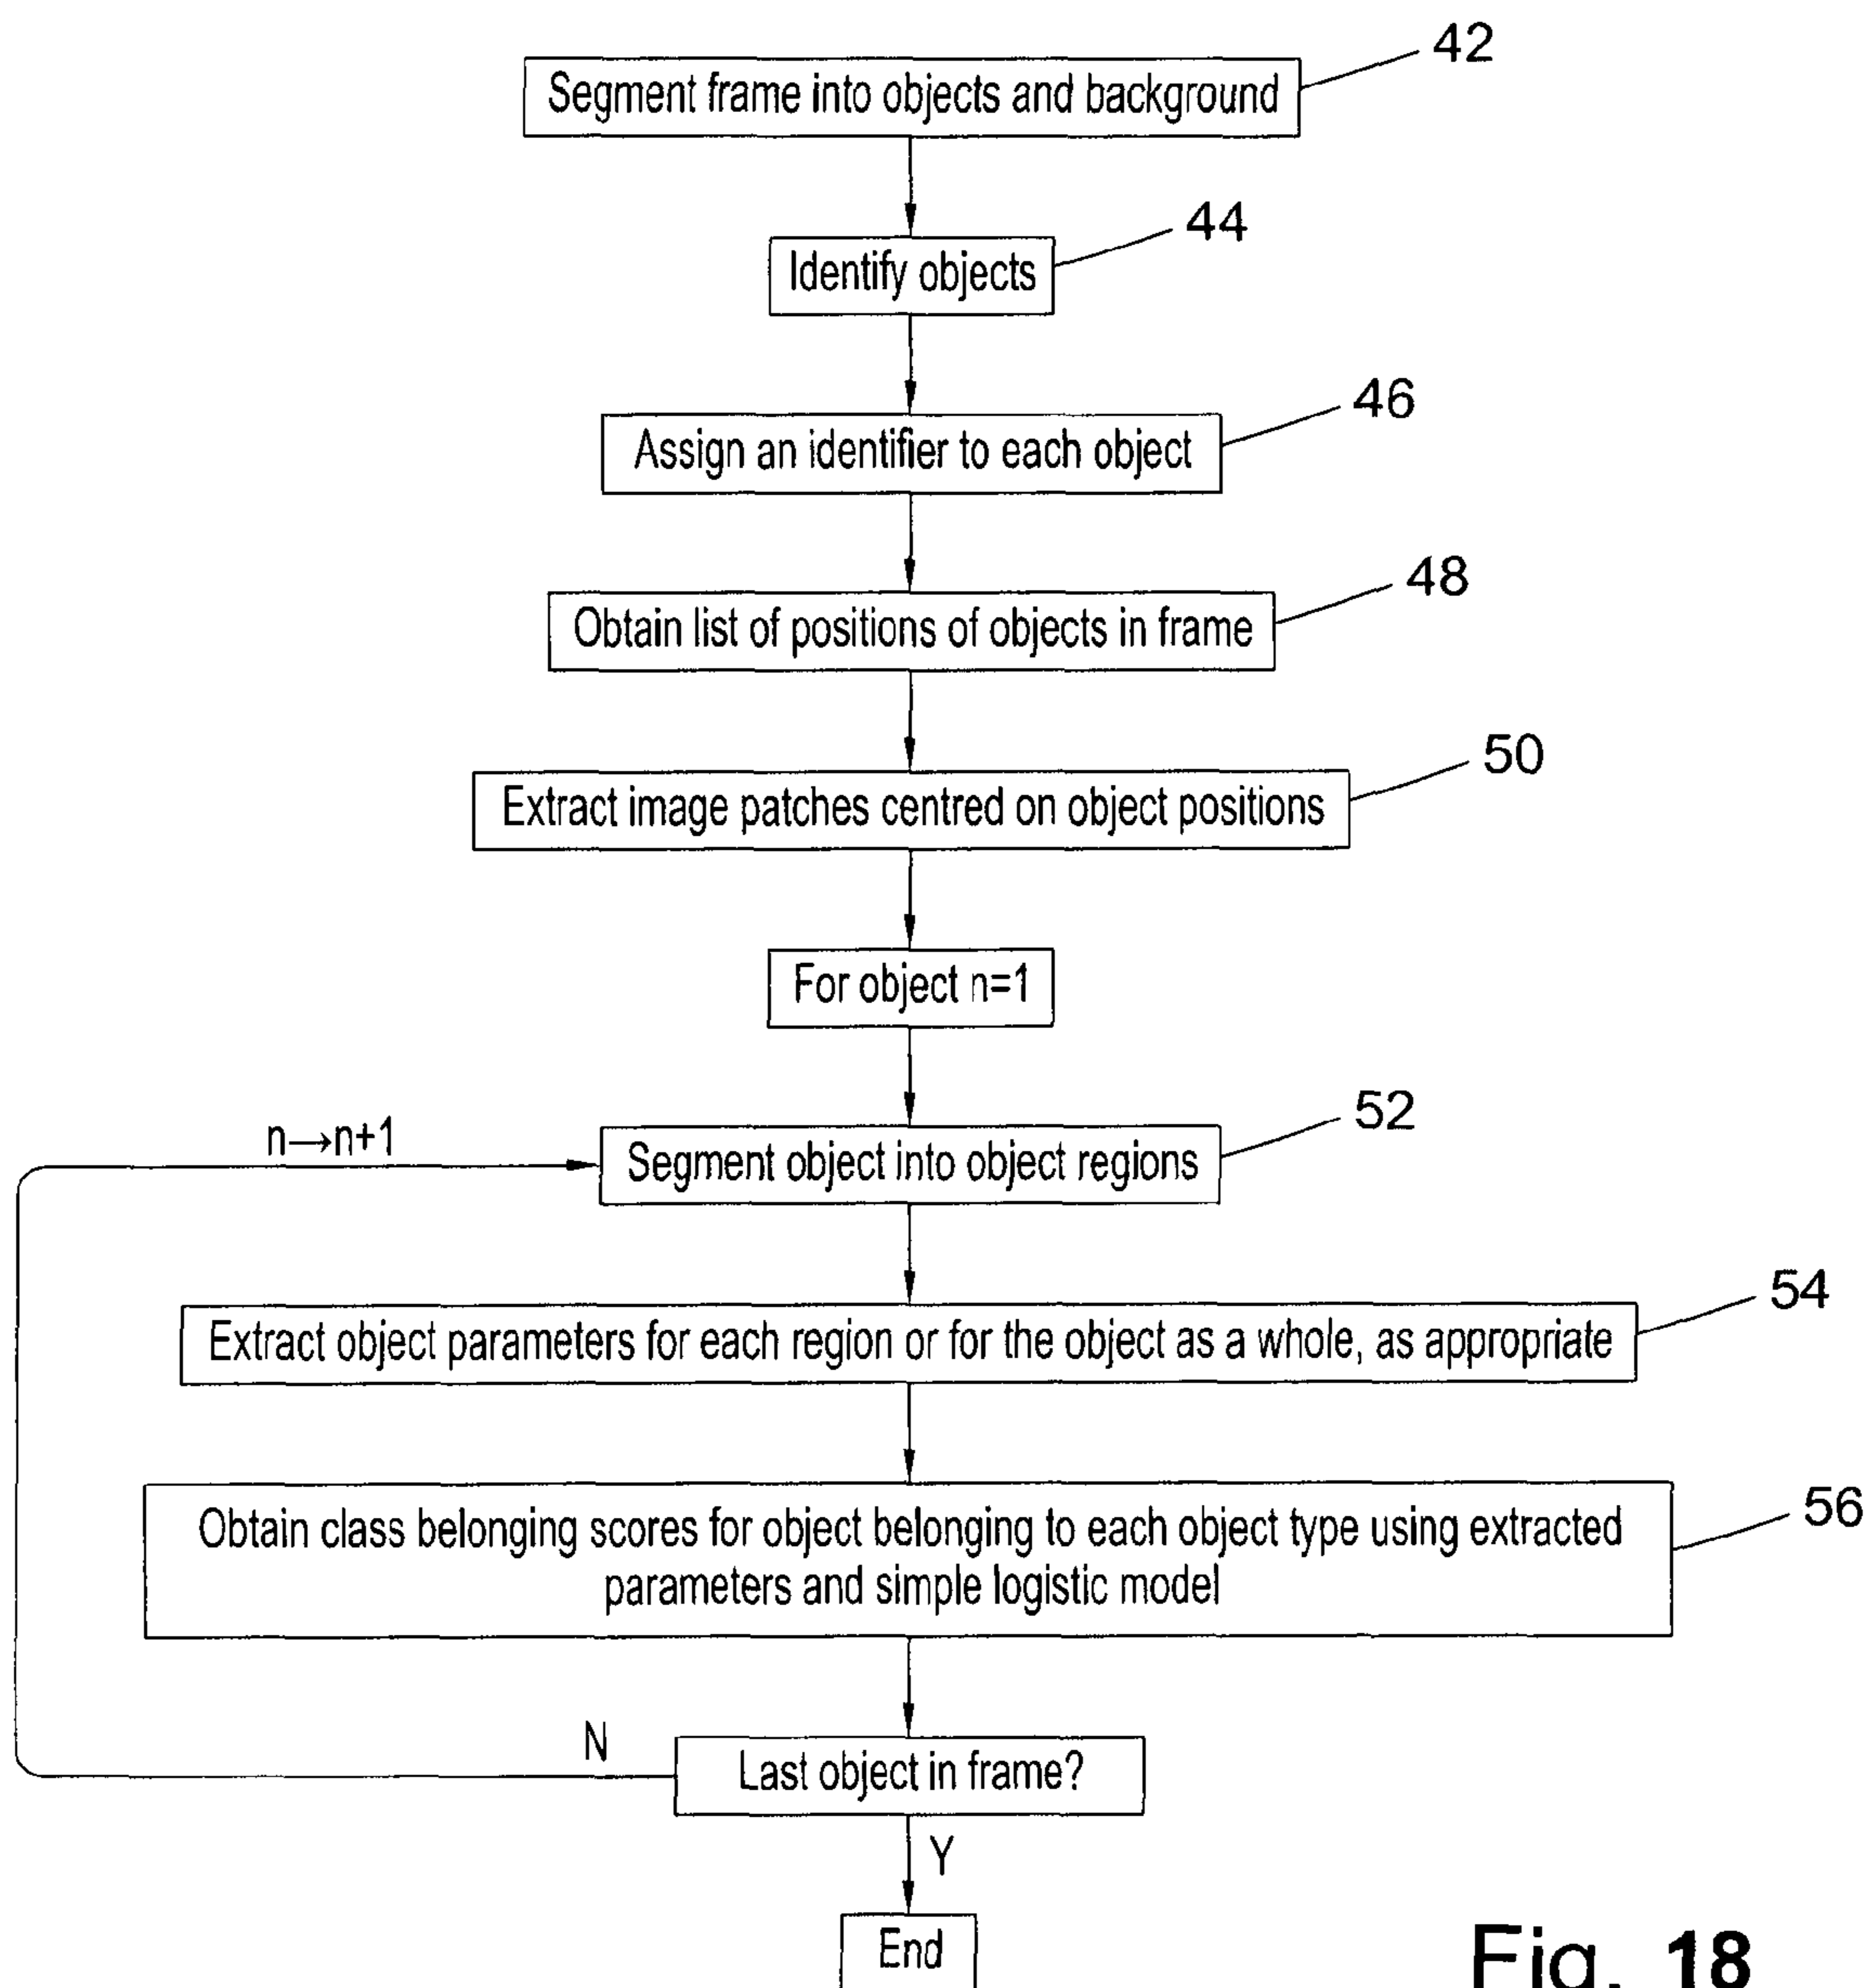 42
Segment frame into objects and background
44
Identify objects
46
Assign an identifier to each object
48
Obtain list of positions of objects in frame
50
Extract image patches centred on object positions
For object n=1
n→n+1
52
Segment object into object regions
54
Extract object parameters for each region or for the object as a whole, as appropriate
56
Obtain class belonging scores for object belonging to each object type using extracted
parameters and simple logistic model
N
Last object in frame?
Y
End
Fig. 18